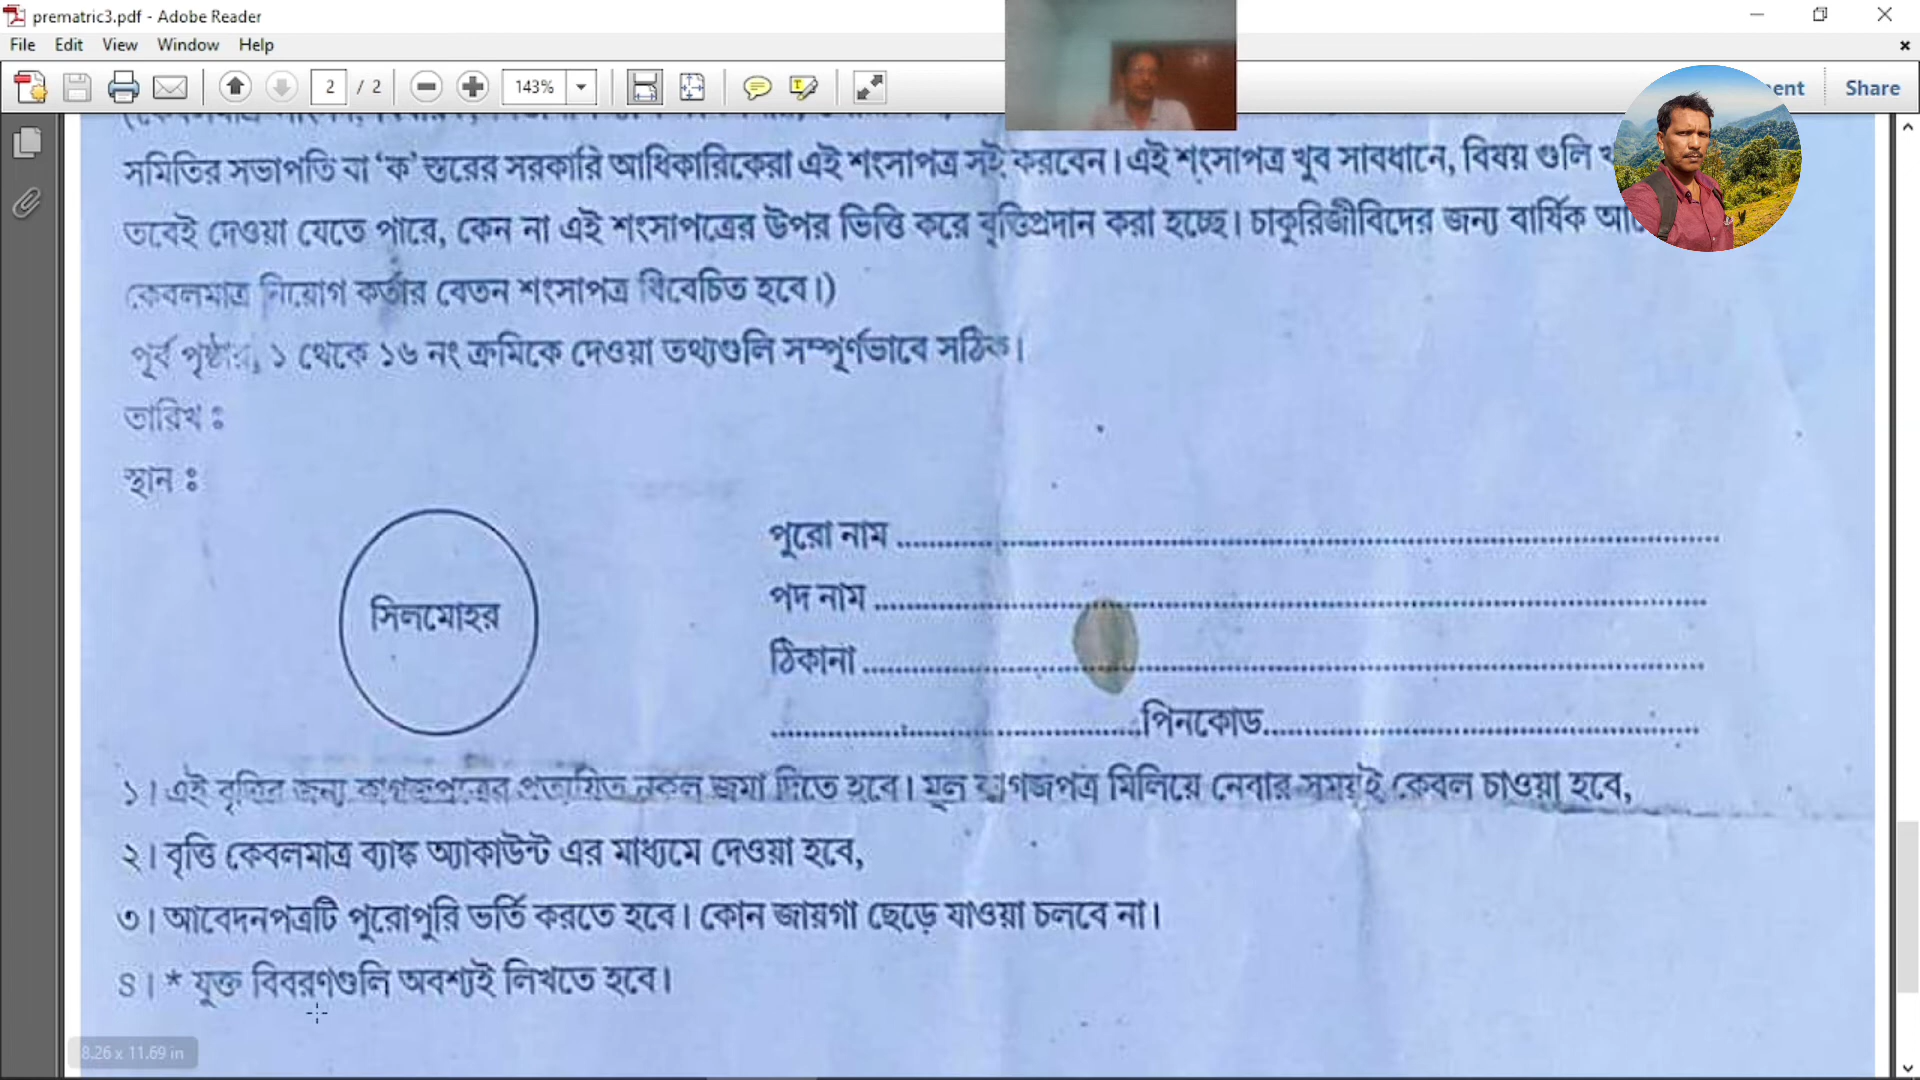 prematric3.pdf - Adobe Reader
File Edit View Window Help
2 / 2 143% Share
সমিতির সভাপতি বা ‘ক’ স্তরের সরকারি আধিকারিকেরা এই শংসাপত্র সই করবেন। এই শংসাপত্র খুব সাবধানে, বিষয় গুলি
তবেই দেওয়া যেতে পারে, কেন না এই শংসাপত্রের উপর ভিত্তি করে বৃত্তিপ্রদান করা হচ্ছে। চাকুরিজীবিদের জন্য বার্ষিক
কেবলমাত্র নিয়োগ কর্তার বেতন শংসাপত্র বিবেচিত হবে।)
পূর্ব পৃষ্ঠার, ১ থেকে ১৬ নং ক্রমিকে দেওয়া তথ্যগুলি সম্পূর্ণভাবে সঠিক।
তারিখ ঃ
স্থান ঃ
সিলমোহর
পুরো নাম
পদ নাম
ঠিকানা
পিনকোড
১। এই বৃত্তির জন্য কাগজপত্রের প্রত্যয়িত নকল জমা দিতে হবে। মূল কাগজপত্র মিলিয়ে নেবার সময়ই কেবল চাওয়া হবে,
২। বৃত্তি কেবলমাত্র ব্যাঙ্ক অ্যাকাউন্ট এর মাধ্যমে দেওয়া হবে,
৩। আবেদনপত্রটি পুরোপুরি ভর্তি করতে হবে। কোন জায়গা ছেড়ে যাওয়া চলবে না।
৪। * যুক্ত বিবরণগুলি অবশ্যই লিখতে হবে।
8.26 x 11.69 in